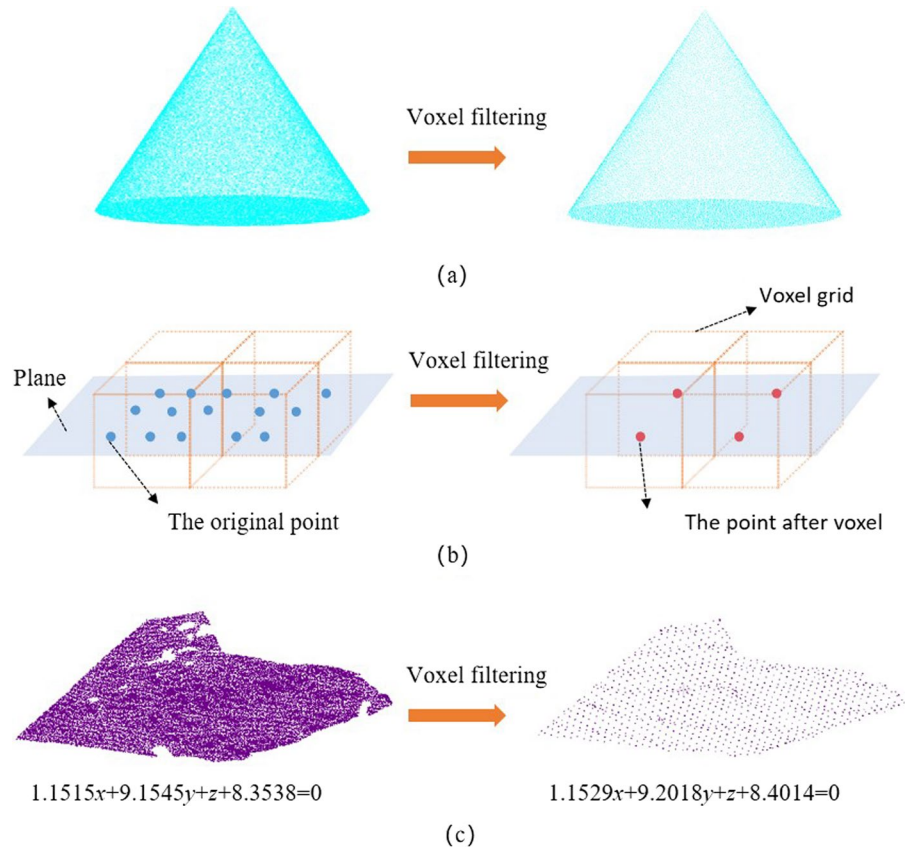 Voxel filtering
(a)
Voxel grid
Voxel filtering
Plane
The original point
The point after voxel
(b)
Voxel filtering
1.1515x+9.1545y+z+8.3538=0
1.1529x+9.2018y+z+8.4014=0
(c)